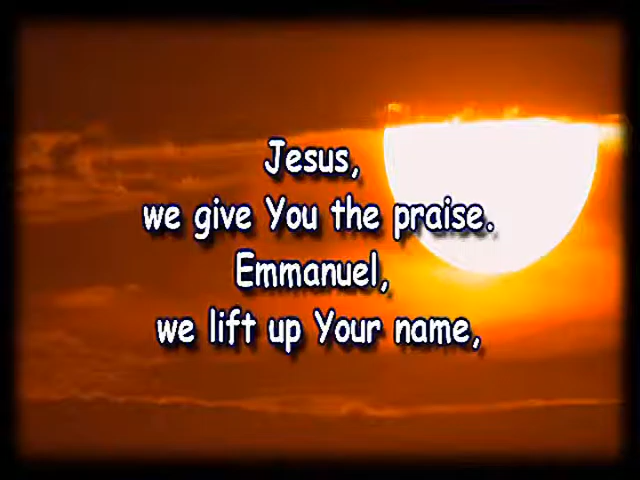 Jesus,
we give You the praise.
Emmanuel,
we lift up Your name,